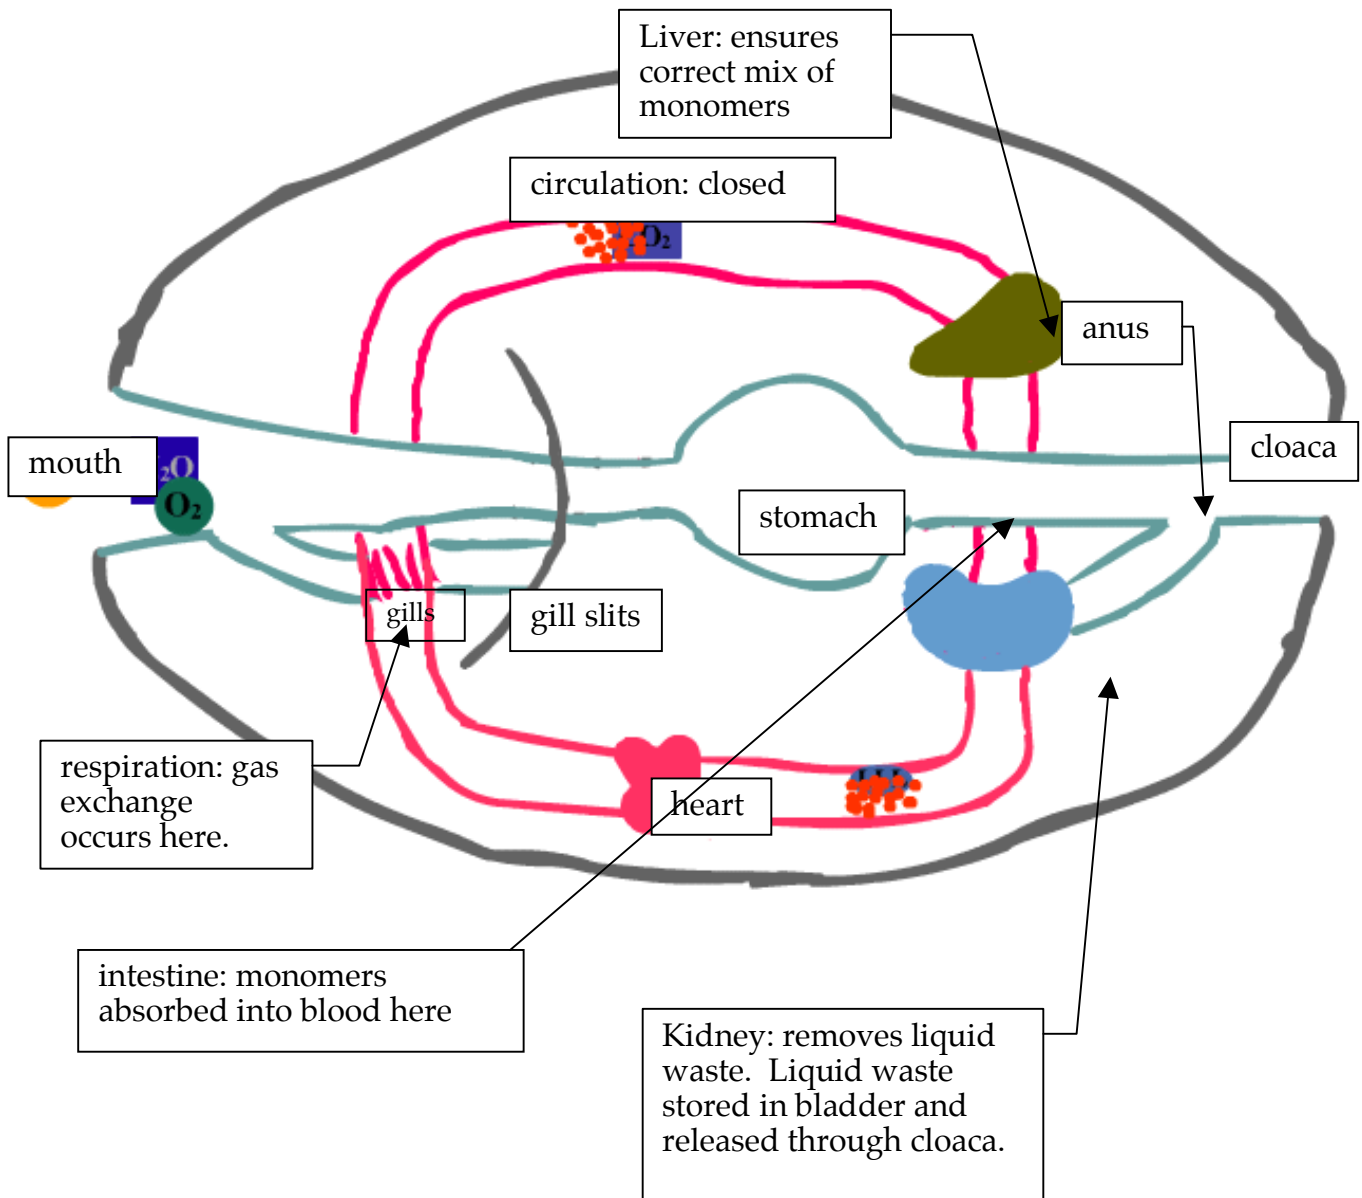 Liver: ensures
correct mix of
monomers
circulation: closed
O₂
anus
mouth
₂O
O₂
cloaca
stomach
gills
gill slits
respiration: gas
exchange
occurs here.
heart
intestine: monomers
absorbed into blood here
Kidney: removes liquid
waste.  Liquid waste
stored in bladder and
released through cloaca.